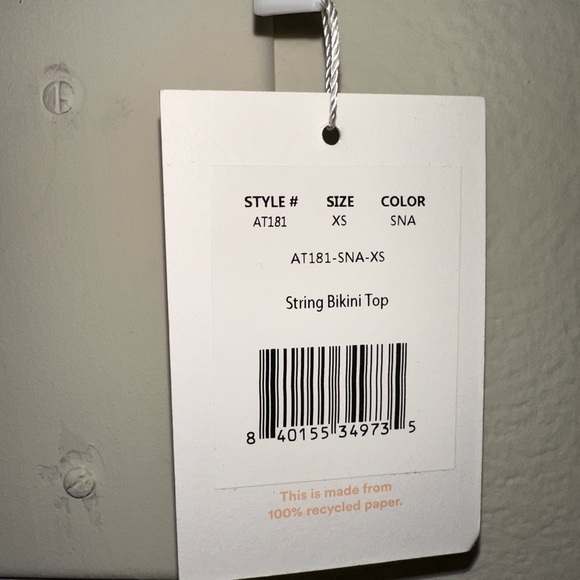 STYLE # SIZE COLOR
AT181 XS SNA
AT181-SNA-XS
String Bikini Top
8 40155 34973 5
This is made from
100% recycled paper.